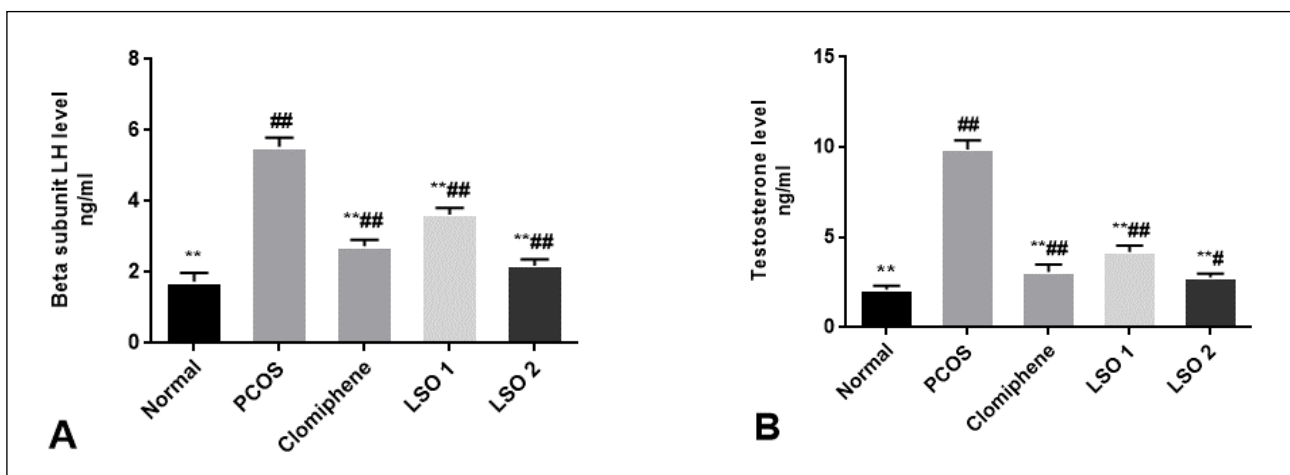 Beta subunit LH level
ng/ml
8
6
4
2
0
**
##
**##
**##
**##
Normal
PCOS
Clomiphene
LSO 1
LSO 2
A
Testosterone level
ng/ml
15
10
5
0
**
##
**##
**##
**#
Normal
PCOS
Clomiphene
LSO 1
LSO 2
B